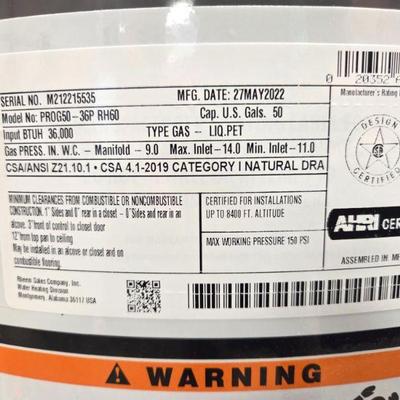 SERIAL NO. M212215535
MFG. DATE: 27MAY2022
Model No: PROG50-36P RH60
Cap. U.S. Gals. 50
Input BTUH 36,000
TYPE GAS – LIQ.PET
Gas PRESS. IN. W.C. - Manifold - 9.0 Max. Inlet-14.0 Min Inlet-11.0
CSA/ANSI Z21.10.1 • CSA 4.1-2019 CATEGORY I NATURAL DRA
MINIMUM CLEARANCES FROM COMBUSTIBLE OR NONCOMBUSTIBLE
CONSTRUCTION. 1" Sides and 0" rear in a closet - 0"Sides and rear in an
alcove. 3"front of control to closet door
12"from top pan to ceiling
May be installed in an alcove or closet and on
combustible flooring.
CERTIFIED FOR INSTALLATIONS
UP TO 8400 FT. ALTITUDE
MAX WORKING PRESSURE 150 PSI
Rheem Sales Company, Inc.
Water Heating Division
Montgomery, Alabama 36117 USA
0 20352
Manufacturer's Rating
DESIGN
CERTIFIED
AHRI CER
ASSEMBLED IN ME
WARNING